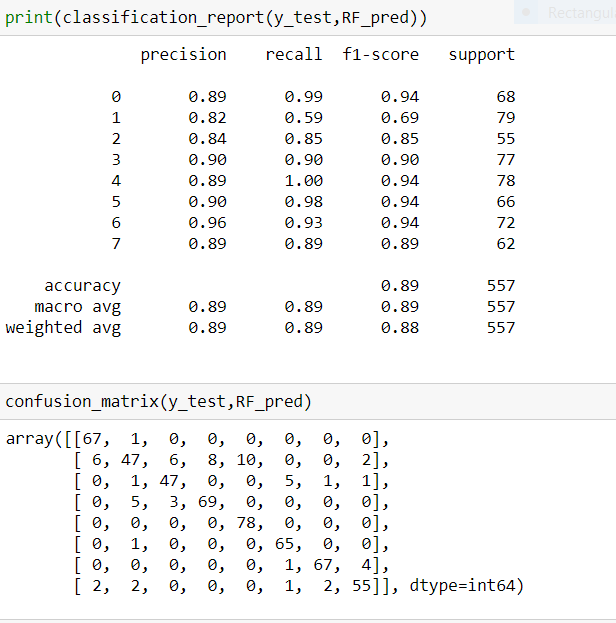 Rectangula
print(classification_report(y_test,RF_pred))
precision recall f1-score support
0 0.89 0.99 0.94 68
1 0.82 0.59 0.69 79
2 0.84 0.85 0.85 55
3 0.90 0.90 0.90 77
4 0.89 1.00 0.94 78
5 0.90 0.98 0.94 66
6 0.96 0.93 0.94 72
7 0.89 0.89 0.89 62
accuracy 0.89 557
macro avg 0.89 0.89 0.89 557
weighted avg 0.89 0.89 0.88 557
confusion_matrix(y_test,RF_pred)
array([[67, 1, 0, 0, 0, 0, 0, 0],
[ 6, 47, 6, 8, 10, 0, 0, 2],
[ 0, 1, 47, 0, 0, 5, 1, 1],
[ 0, 5, 3, 69, 0, 0, 0, 0],
[ 0, 0, 0, 0, 78, 0, 0, 0],
[ 0, 1, 0, 0, 0, 65, 0, 0],
[ 0, 0, 0, 0, 0, 1, 67, 4],
[ 2, 2, 0, 0, 0, 1, 2, 55]], dtype=int64)